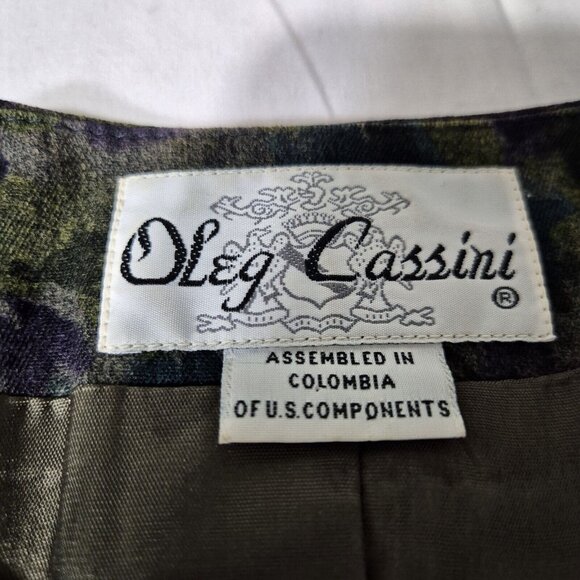 Oleg Cassini
®
ASSEMBLED IN
COLOMBIA
OF U.S. COMPONENTS